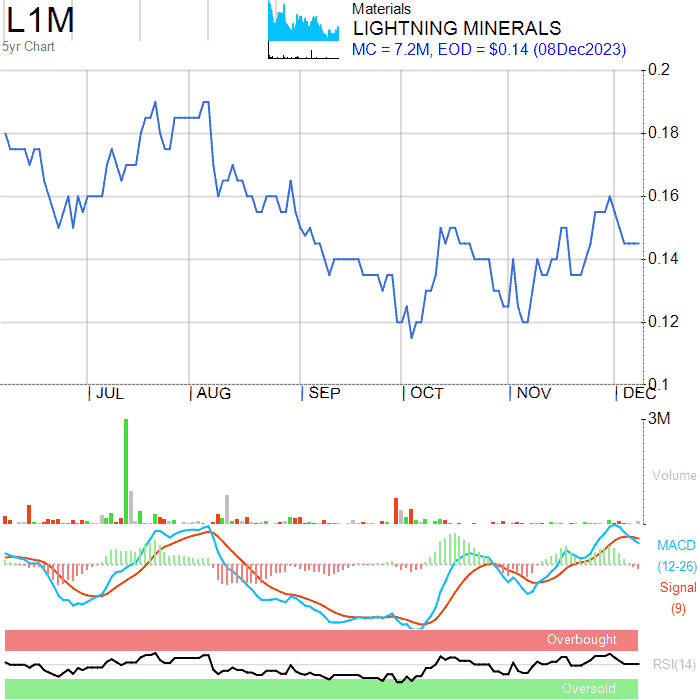 L1M
5yr Chart
Materials
LIGHTNING MINERALS
MC = 7.2M, EOD = $0.14 (08Dec2023)
0.2
0.18
0.16
0.14
0.12
0.1
JUL AUG SEP OCT NOV DEC
3M
Volume
MACD
(12-26)
Signal
(9)
Overbought
RSI(14)
Oversold